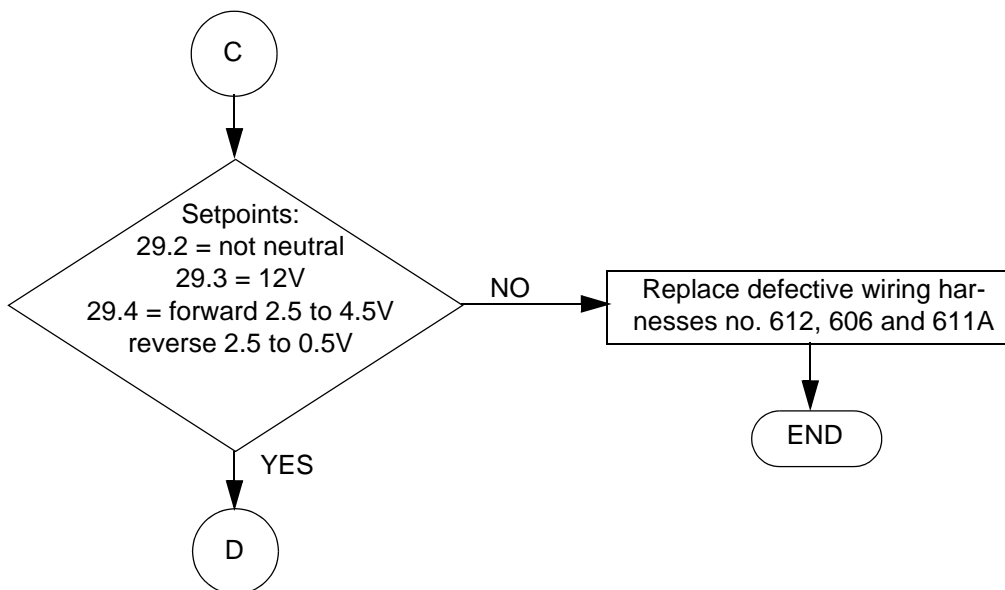 C
Setpoints:
29.2 = not neutral
29.3 = 12V
29.4 = forward 2.5 to 4.5V
reverse 2.5 to 0.5V
NO
Replace defective wiring har-
nesses no. 612, 606 and 611A
END
YES
D